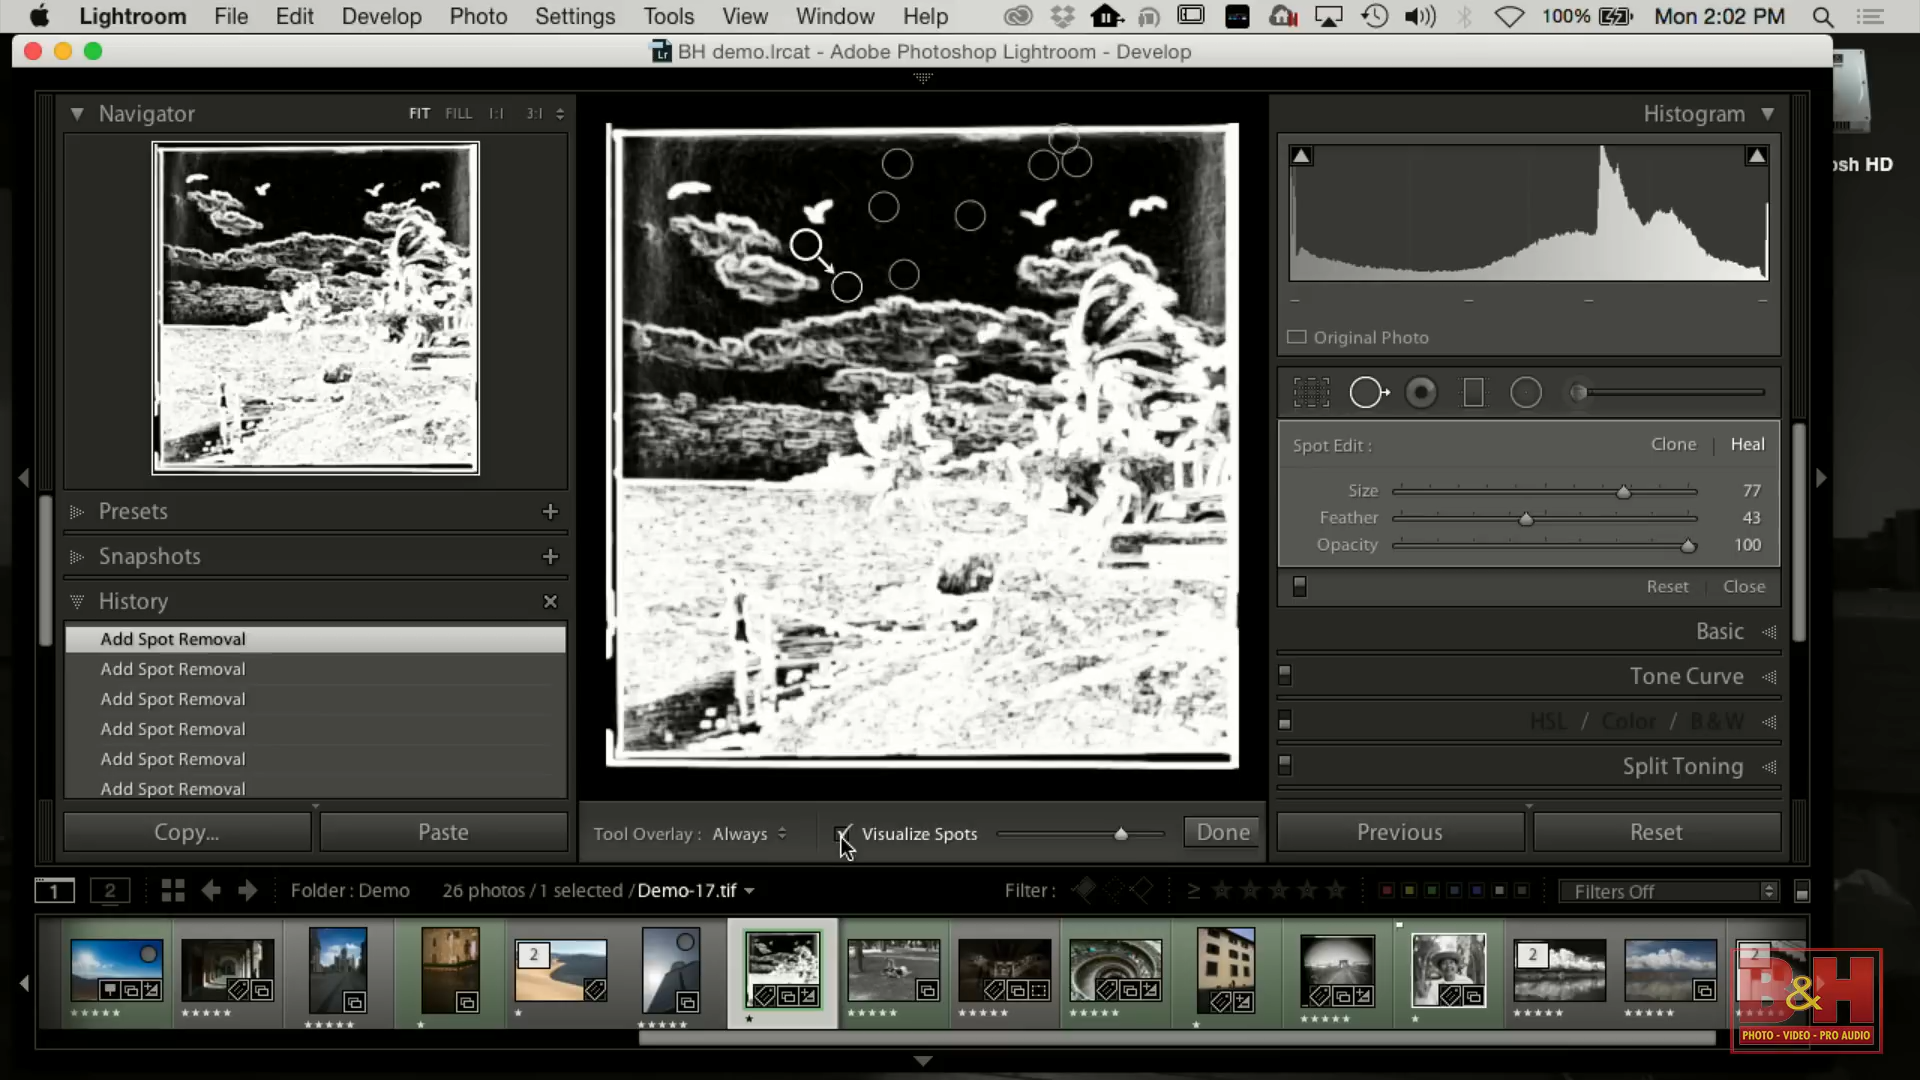 Lightroom File Edit Develop Photo Settings Tools View Window Help 100% Mon 2:02 PM
BH demo.lrcat - Adobe Photoshop Lightroom - Develop
Navigator FIT FILL 1:1 3:1
Histogram
osh HD
Original Photo
Spot Edit : Clone | Heal
Size 77
Feather 43
Opacity 100
Reset Close
Presets
Snapshots
History
Add Spot Removal
Add Spot Removal
Add Spot Removal
Add Spot Removal
Add Spot Removal
Add Spot Removal
Basic
Tone Curve
HSL / Color / B & W
Split Toning
Copy... Paste
Tool Overlay : Always Visualize Spots Done
Previous Reset
1 2 Folder : Demo 26 photos / 1 selected / Demo-17.tif Filter : ≥ Filters Off
2 2 2
B&H
PHOTO - VIDEO - PRO AUDIO